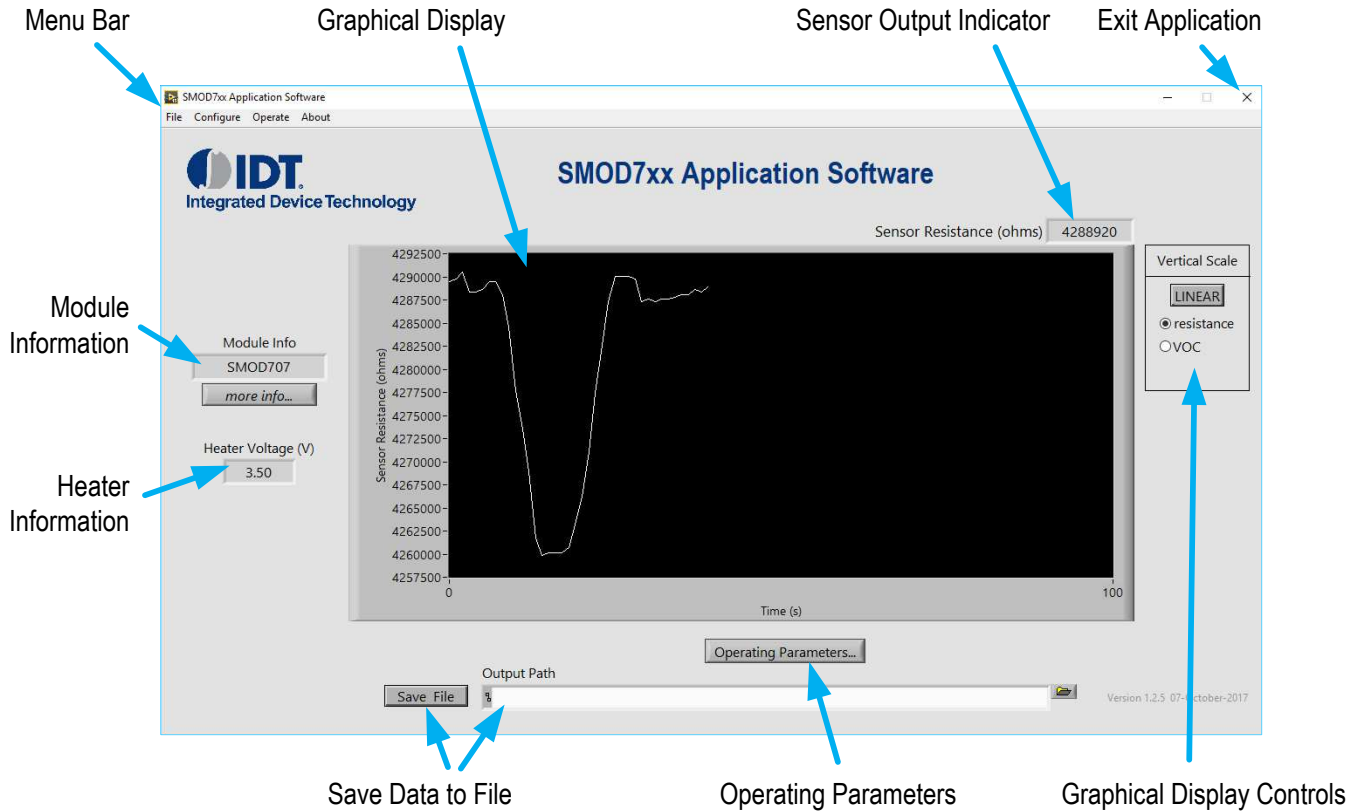 Menu Bar
Graphical Display
Sensor Output Indicator
Exit Application
SMOD7xx Application Software
File Configure Operate About
IDT.
Integrated Device Technology
SMOD7xx Application Software
Sensor Resistance (ohms) 4288920
Vertical Scale
LINEAR
resistance
VOC
Module
Information
Module Info
SMOD707
more info...
Heater Voltage (V)
3.50
Heater
Information
Sensor Resistance (ohms)
4292500
4290000
4287500
4285000
4282500
4280000
4277500
4275000
4272500
4270000
4267500
4265000
4262500
4260000
4257500
0
100
Time (s)
Operating Parameters...
Output Path
Save File
Version 1.2.5 07-October-2017
Save Data to File
Operating Parameters
Graphical Display Controls